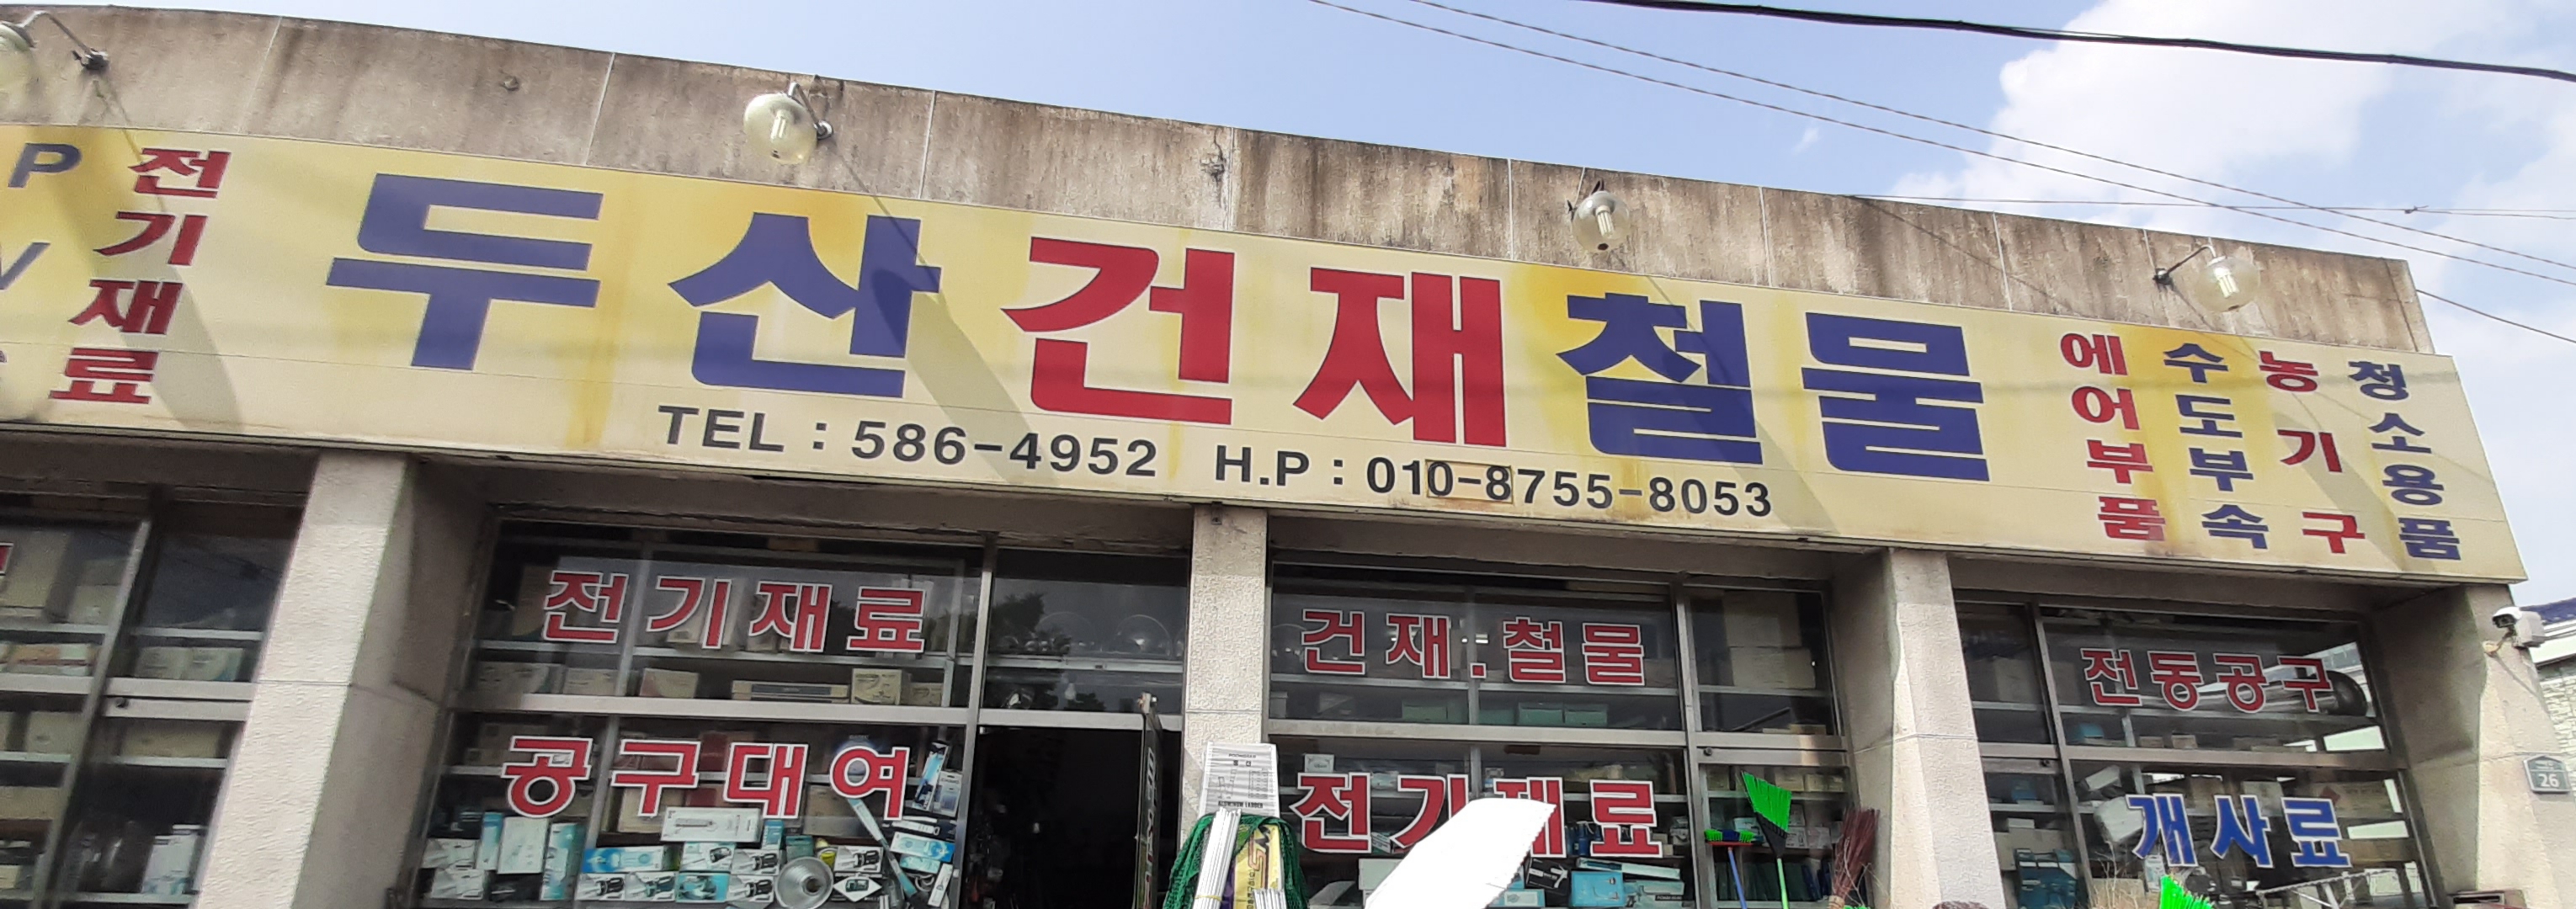 P
V
전기재료
두산건재철물
TEL : 586-4952 H.P : 010-8755-8053
에어부품
수도부속
농기구
청소용품
전기재료
공구대여
건재.철물
전기재료
전동공구
개사료
26